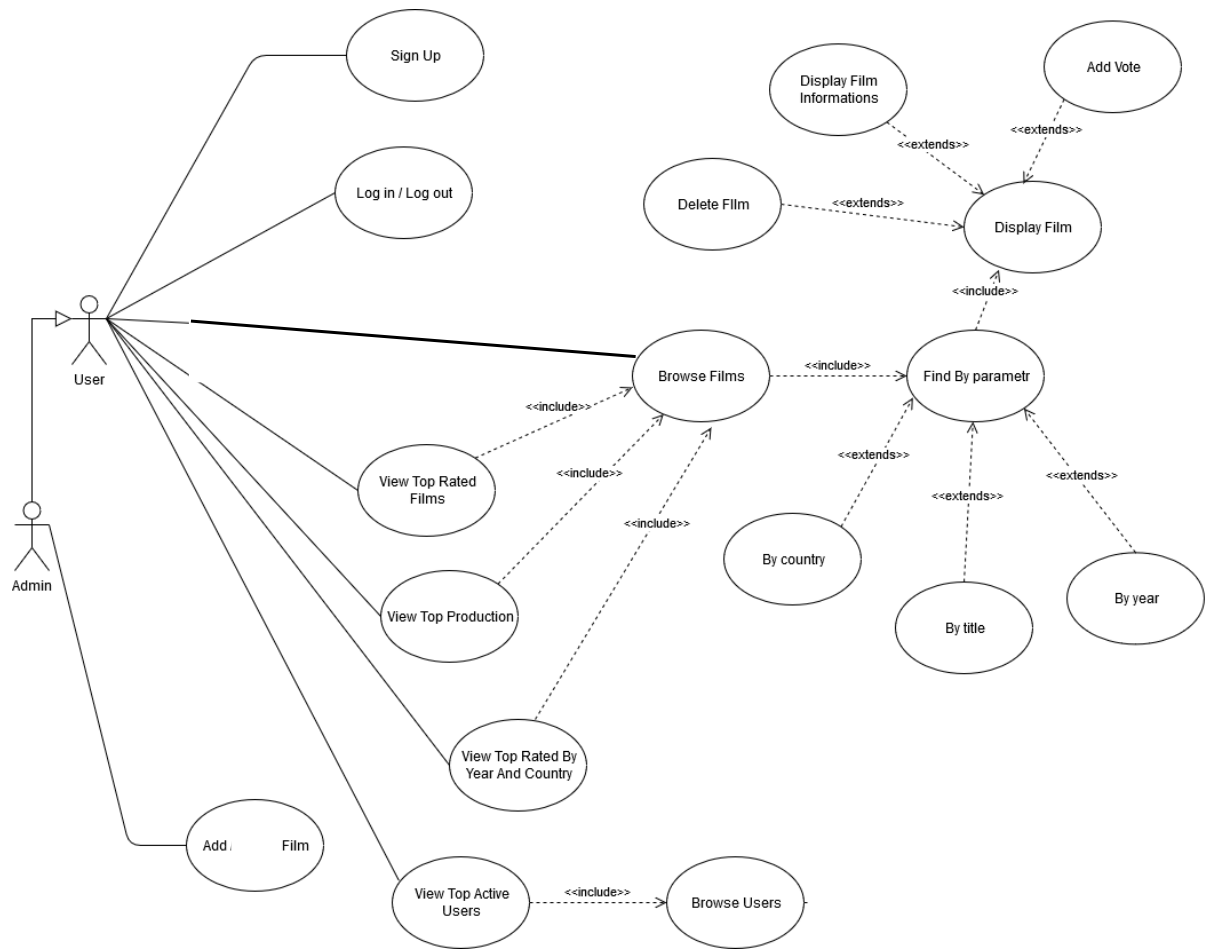 Sign Up
Display Film
Informations
Add Vote
<<extends>>
<<extends>>
Log in / Log out
Delete FIlm
<<extends>>
Display Film
<<include>>
User
Browse Films
<<include>>
Find By parametr
<<include>>
View Top Rated
Films
<<include>>
<<extends>>
<<extends>>
<<extends>>
<<include>>
By country
Admin
View Top Production
By title
By year
View Top Rated By
Year And Country
Add
Film
View Top Active
Users
<<include>>
Browse Users